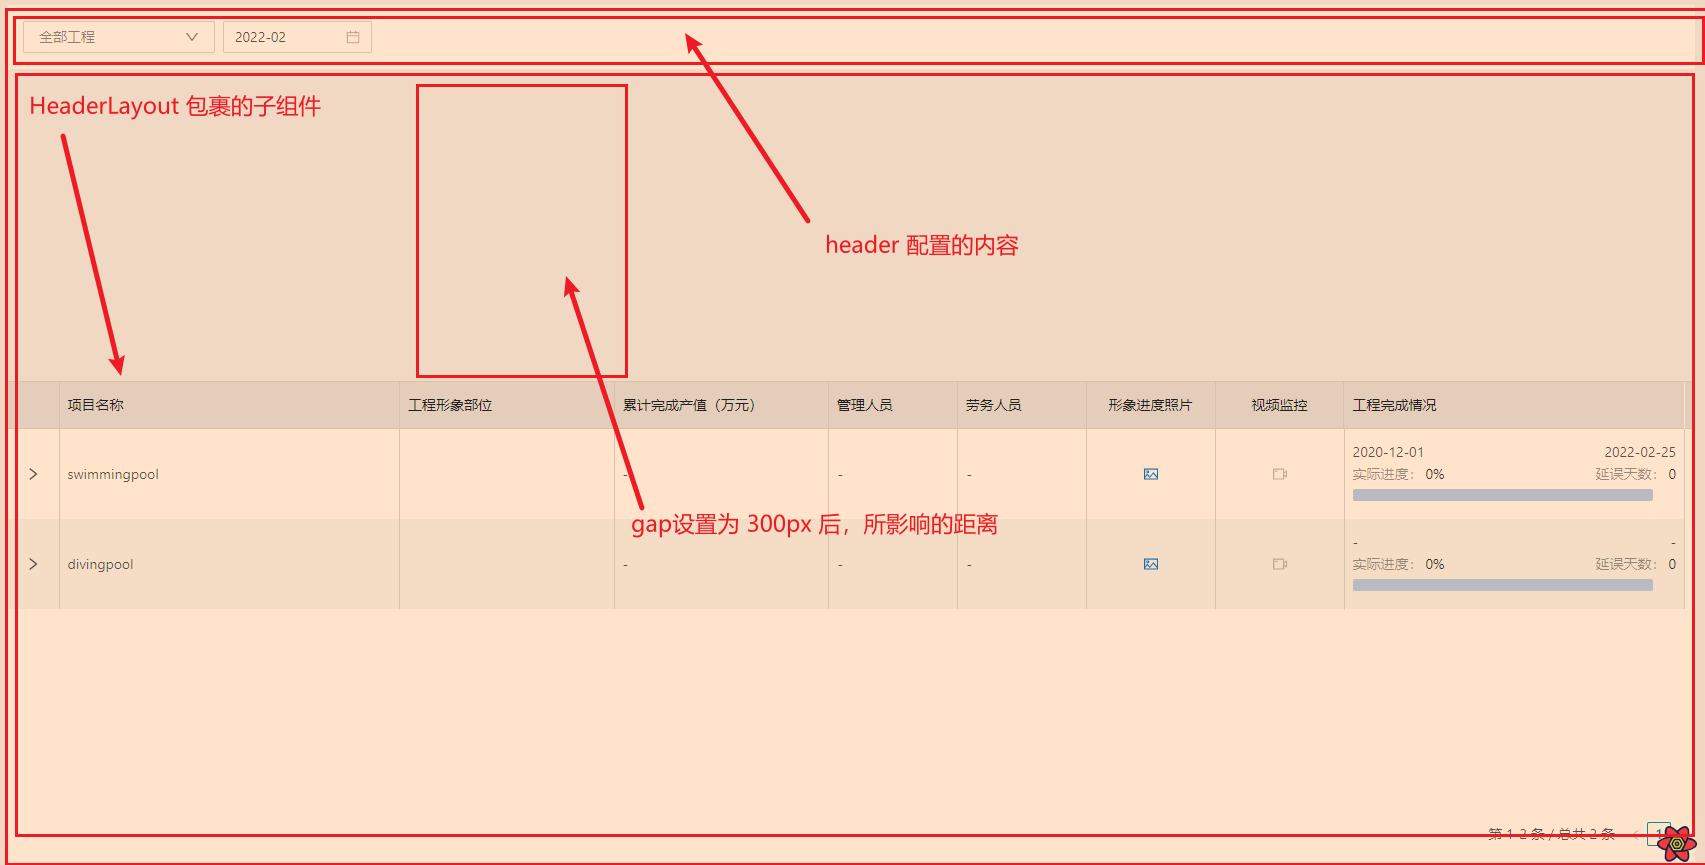 全部工程 2022-02
HeaderLayout 包裹的子组件
header 配置的内容
项目名称 工程形象部位 累计完成产值（万元） 管理人员 劳务人员 形象进度照片 视频监控 工程完成情况
2020-12-01 2022-02-25
swimmingpool - - - 实际进度： 0% 延误天数： 0
gap设置为 300px 后，所影响的距离
- -
divingpool - - - 实际进度： 0% 延误天数： 0
第 1-2 条 / 总共 2 条 < 1